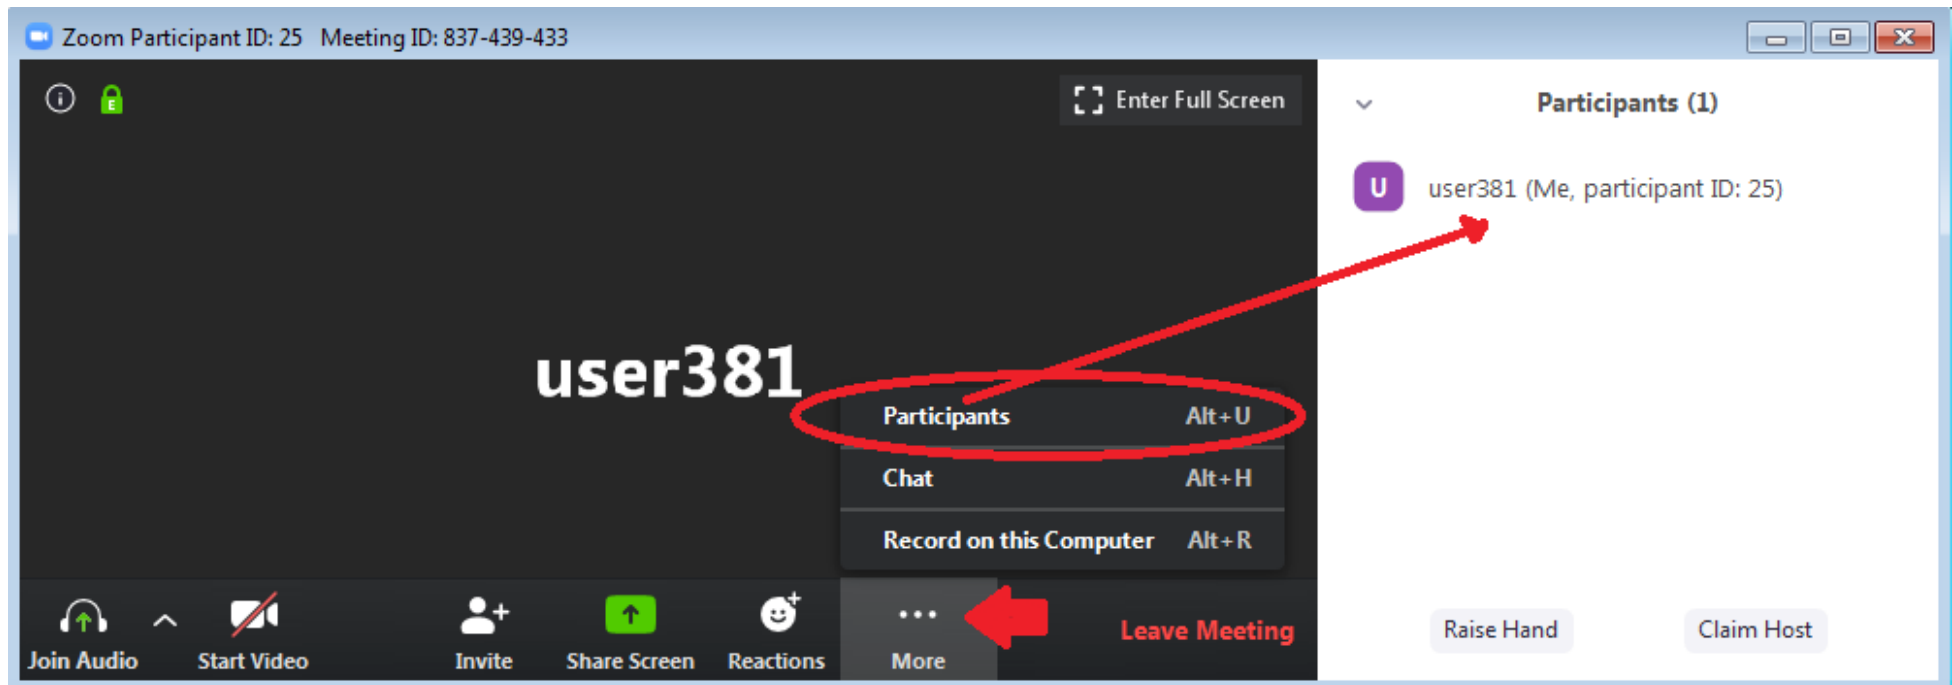 Zoom Participant ID: 25 Meeting ID: 837-439-433
E
Enter Full Screen
user381
Participants Alt+U
Chat Alt+H
Record on this Computer Alt+R
Join Audio
Start Video
Invite
Share Screen
Reactions
More
Leave Meeting
Participants (1)
U
user381 (Me, participant ID: 25)
Raise Hand
Claim Host